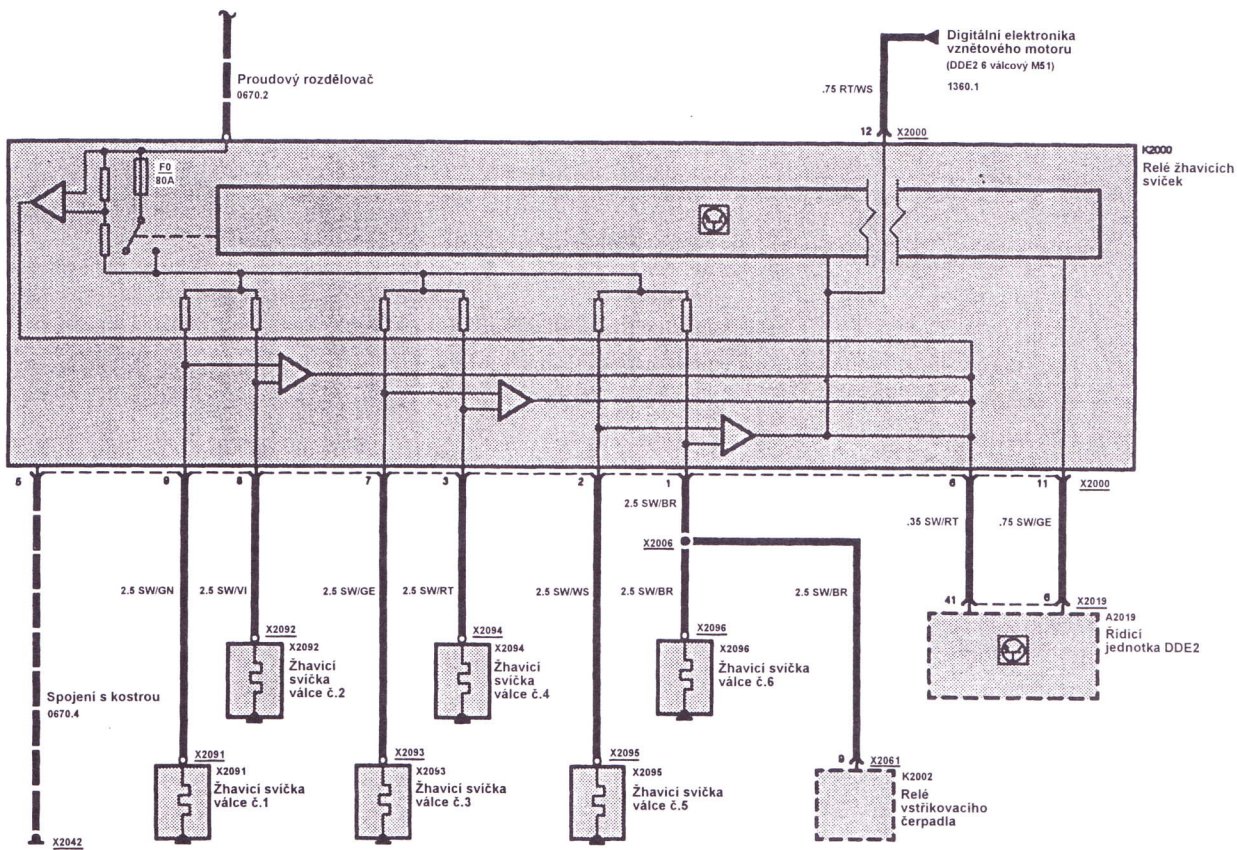 Proudový rozdělovač
0670.2
Digitální elektronika
vznětového motoru
(DDE2 6 válcový M51)
1360.1
.75 RT/WS
12
X2000
K2000
Relé žhavicích
svíček
F0
80A
5
9
8
7
3
2
1
6
11
X2000
2.5 SW/BR
.35 SW/RT
.75 SW/GE
X2006
2.5 SW/GN
2.5 SW/VI
2.5 SW/GE
2.5 SW/RT
2.5 SW/WS
2.5 SW/BR
2.5 SW/BR
41
6
X2019
A2019
Řídicí
jednotka DDE2
X2092
X2092
Žhavicí
svíčka
válce č.2
X2094
X2094
Žhavicí
svíčka
válce č.4
X2096
X2096
Žhavicí svíčka
válce č.6
Spojení s kostrou
0670.4
X2091
X2091
Žhavicí svíčka
válce č.1
X2093
X2093
Žhavicí svíčka
válce č.3
X2095
X2095
Žhavicí svíčka
válce č.5
9
X2061
K2002
Relé
vstřikovacího
čerpadla
X2042